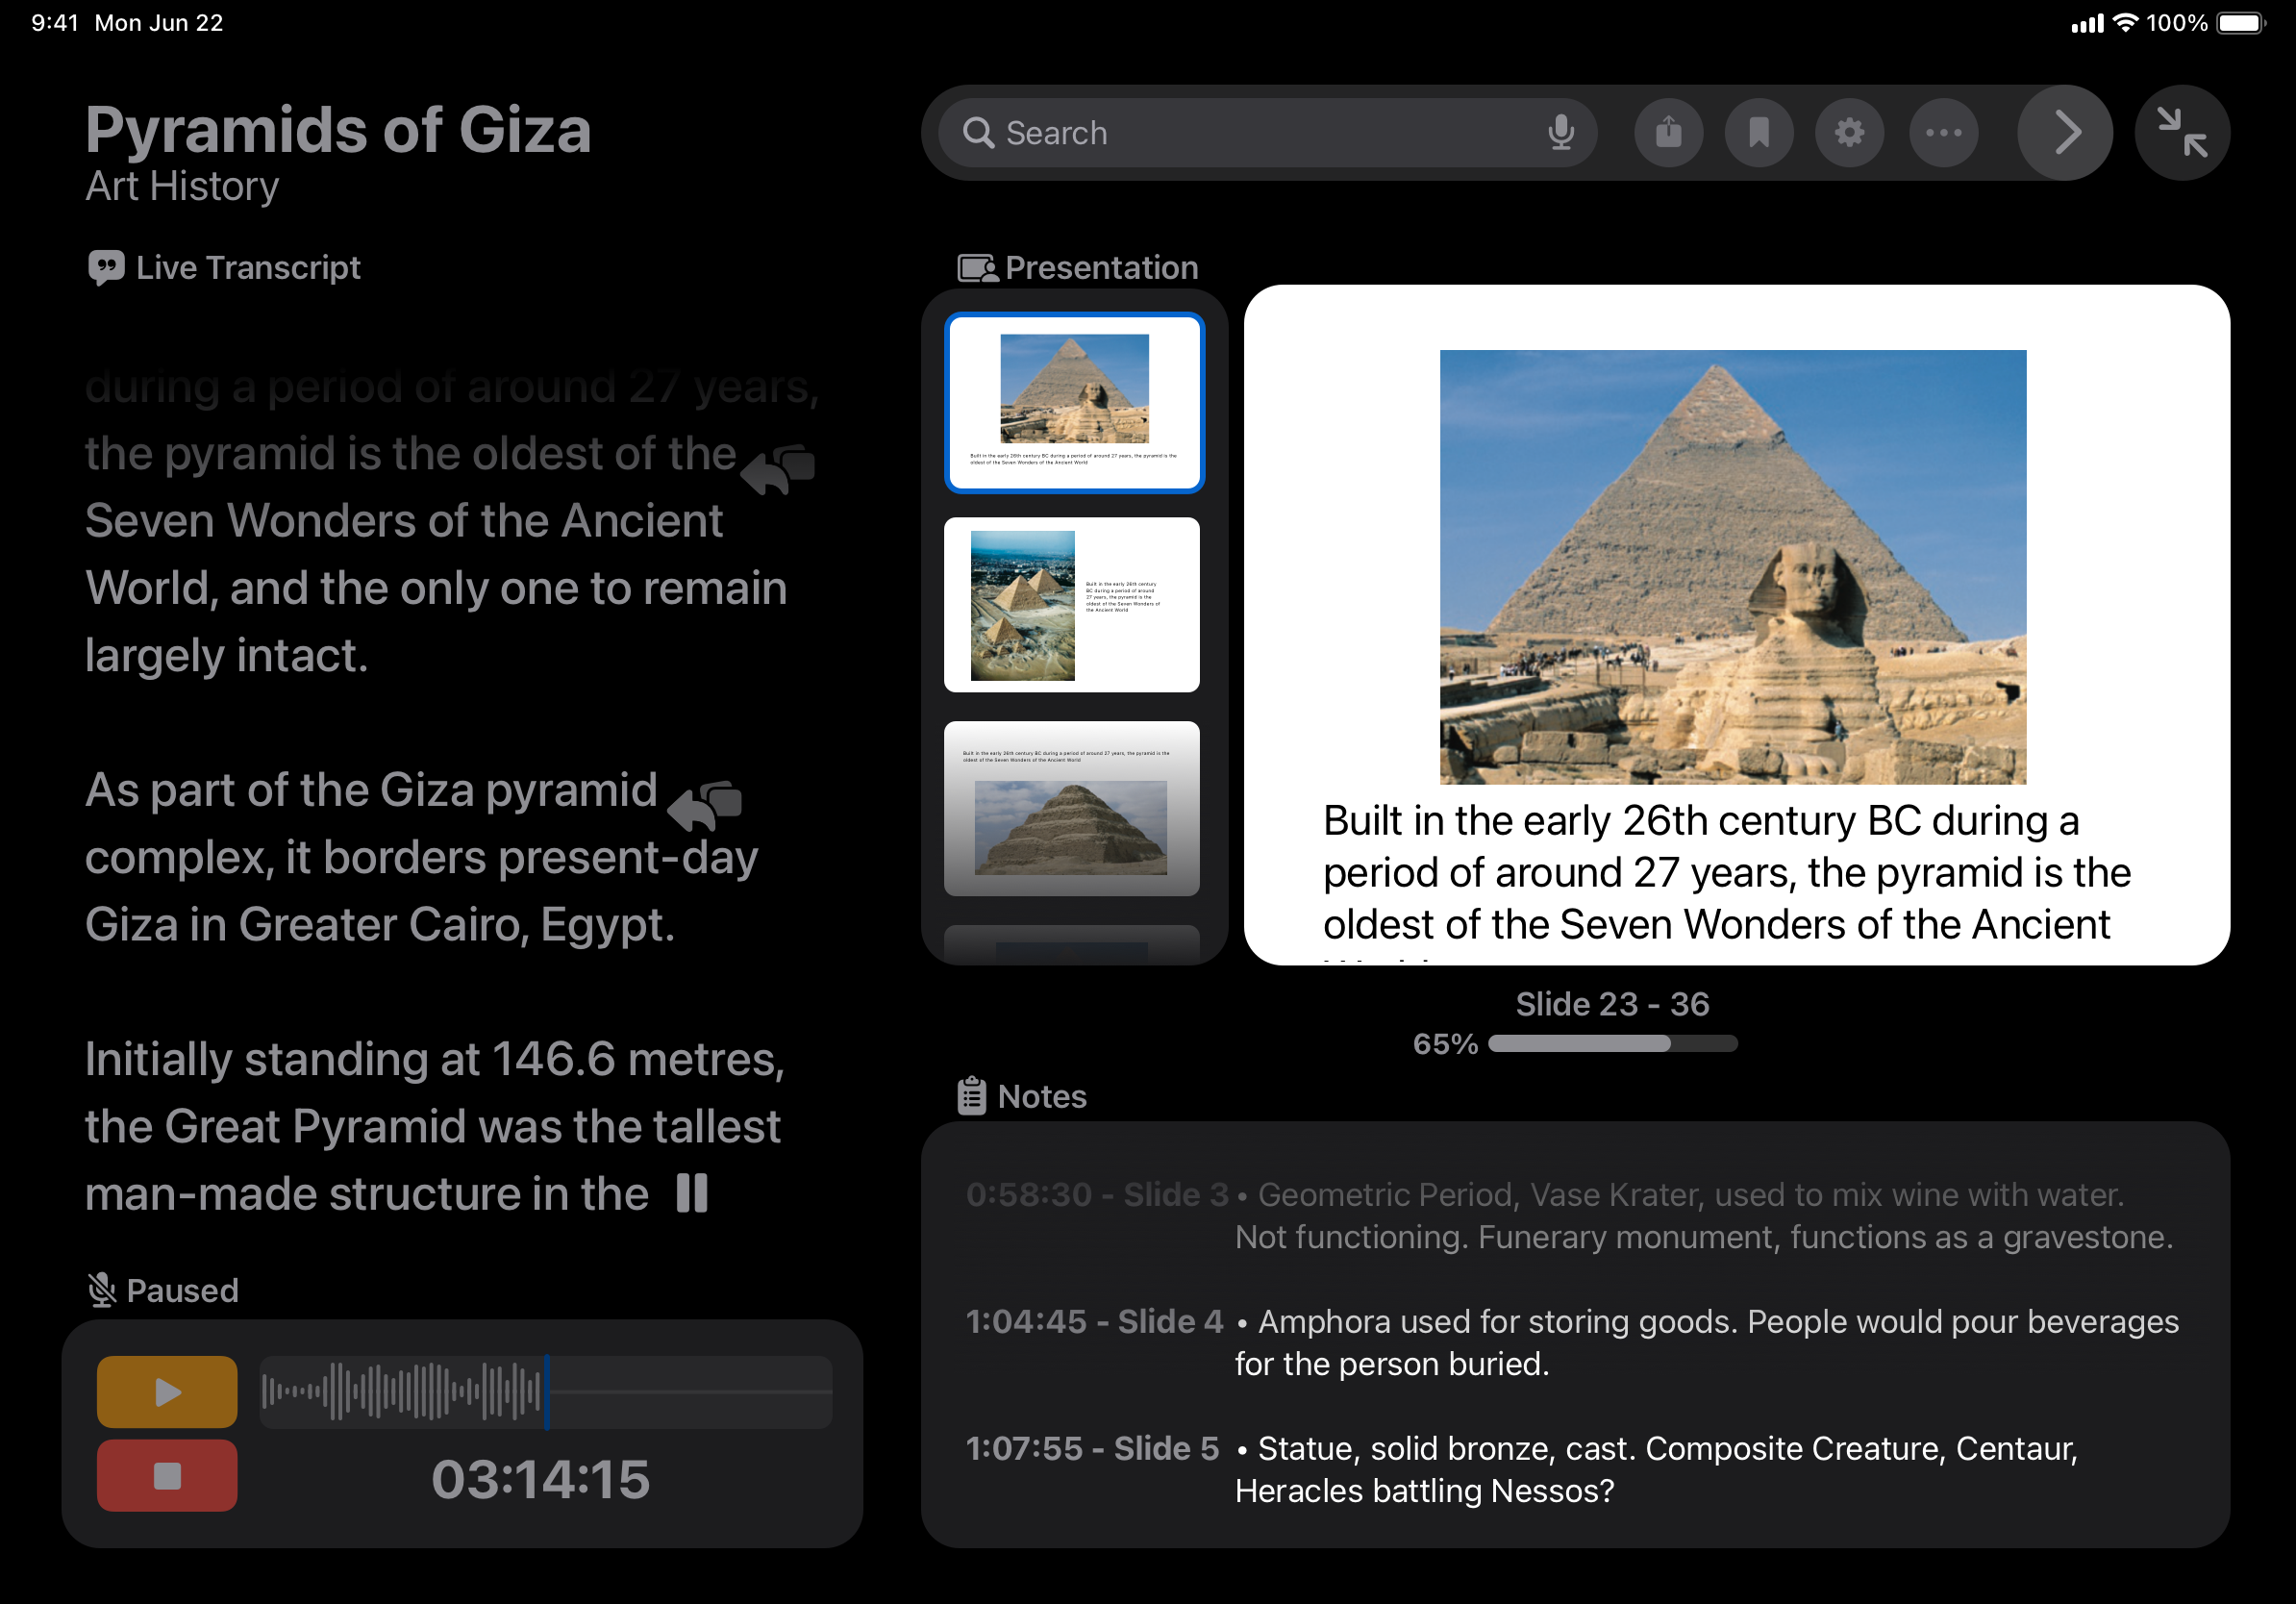 9:41 Mon Jun 22
100%
Pyramids of Giza
Art History
Search
Live Transcript
during a period of around 27 years,
the pyramid is the oldest of the
Seven Wonders of the Ancient
World, and the only one to remain
largely intact.
As part of the Giza pyramid
complex, it borders present-day
Giza in Greater Cairo, Egypt.
Initially standing at 146.6 metres,
the Great Pyramid was the tallest
man-made structure in the
Paused
03:14:15
Presentation
Built in the early 26th century BC during a period of around 27 years, the pyramid is the
oldest of the Seven Wonders of the Ancient World
Built in the early 26th century
BC during a period of around
27 years, the pyramid is the
oldest of the Seven Wonders of
the Ancient World
Built in the early 26th century BC during a period of around 27 years, the pyramid is the
oldest of the Seven Wonders of the Ancient World
Built in the early 26th century BC during a
period of around 27 years, the pyramid is the
oldest of the Seven Wonders of the Ancient
Slide 23 - 36
65%
Notes
0:58:30 - Slide 3 • Geometric Period, Vase Krater, used to mix wine with water.
Not functioning. Funerary monument, functions as a gravestone.
1:04:45 - Slide 4 • Amphora used for storing goods. People would pour beverages
for the person buried.
1:07:55 - Slide 5 • Statue, solid bronze, cast. Composite Creature, Centaur,
Heracles battling Nessos?